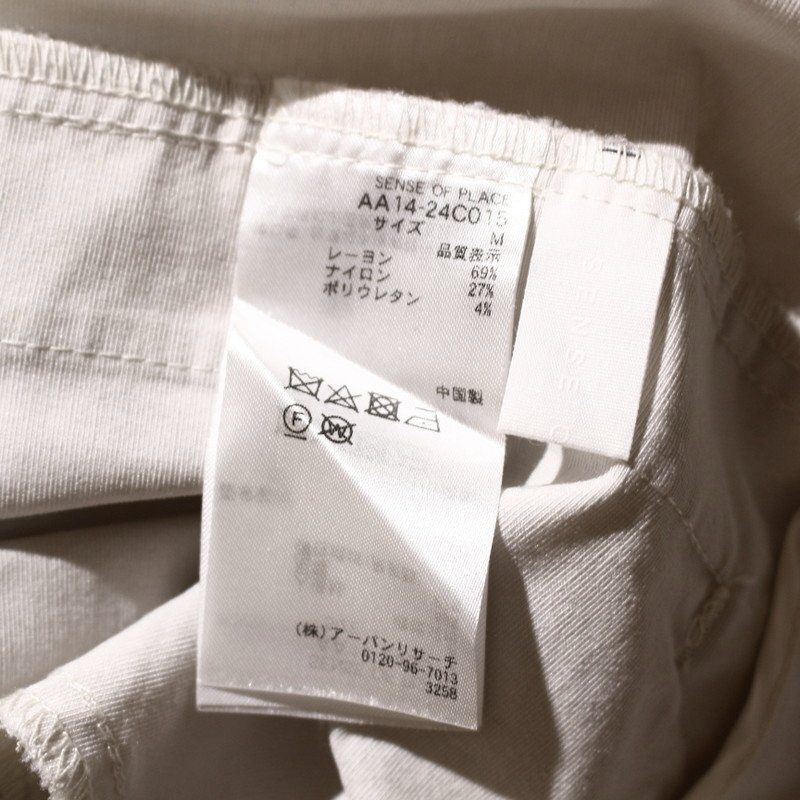 SENSE OF PLACE
AA14-24C015
サイズ M
品質表示
レーヨン 69%
ナイロン 27%
ポリウレタン 4%
中国製
F W
(株)アーバンリサーチ
0120-96-7013
3258
SENSE